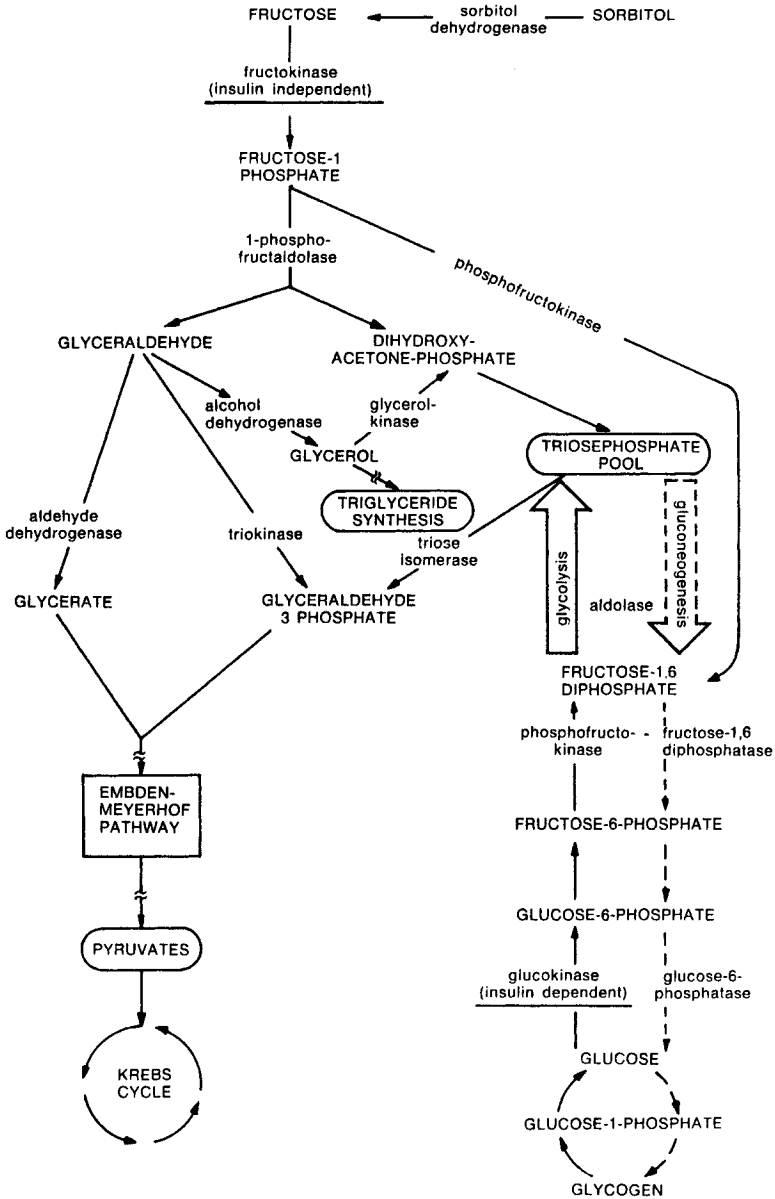 FRUCTOSE
sorbitol
dehydrogenase
SORBITOL
fructokinase
(insulin independent)
FRUCTOSE-1
PHOSPHATE
1-phospho-
fructaldolase
phosphofructokinase
GLYCERALDEHYDE
DIHYDROXY-
ACETONE-PHOSPHATE
alcohol
dehydrogenase
glycerol-
kinase
GLYCEROL
TRIOSEPHOSPHATE
POOL
TRIGLYCERIDE
SYNTHESIS
aldehyde
dehydrogenase
triokinase
triose
isomerase
glycolysis
aldolase
gluconeogenesis
GLYCERATE
GLYCERALDEHYDE
3 PHOSPHATE
FRUCTOSE-1,6
DIPHOSPHATE
phosphofructo-
kinase
- fructose-1,6
diphosphatase
EMBDEN-
MEYERHOF
PATHWAY
FRUCTOSE-6-PHOSPHATE
GLUCOSE-6-PHOSPHATE
PYRUVATES
glucokinase
(insulin dependent)
glucose-6-
phosphatase
KREBS
CYCLE
GLUCOSE
GLUCOSE-1-PHOSPHATE
GLYCOGEN